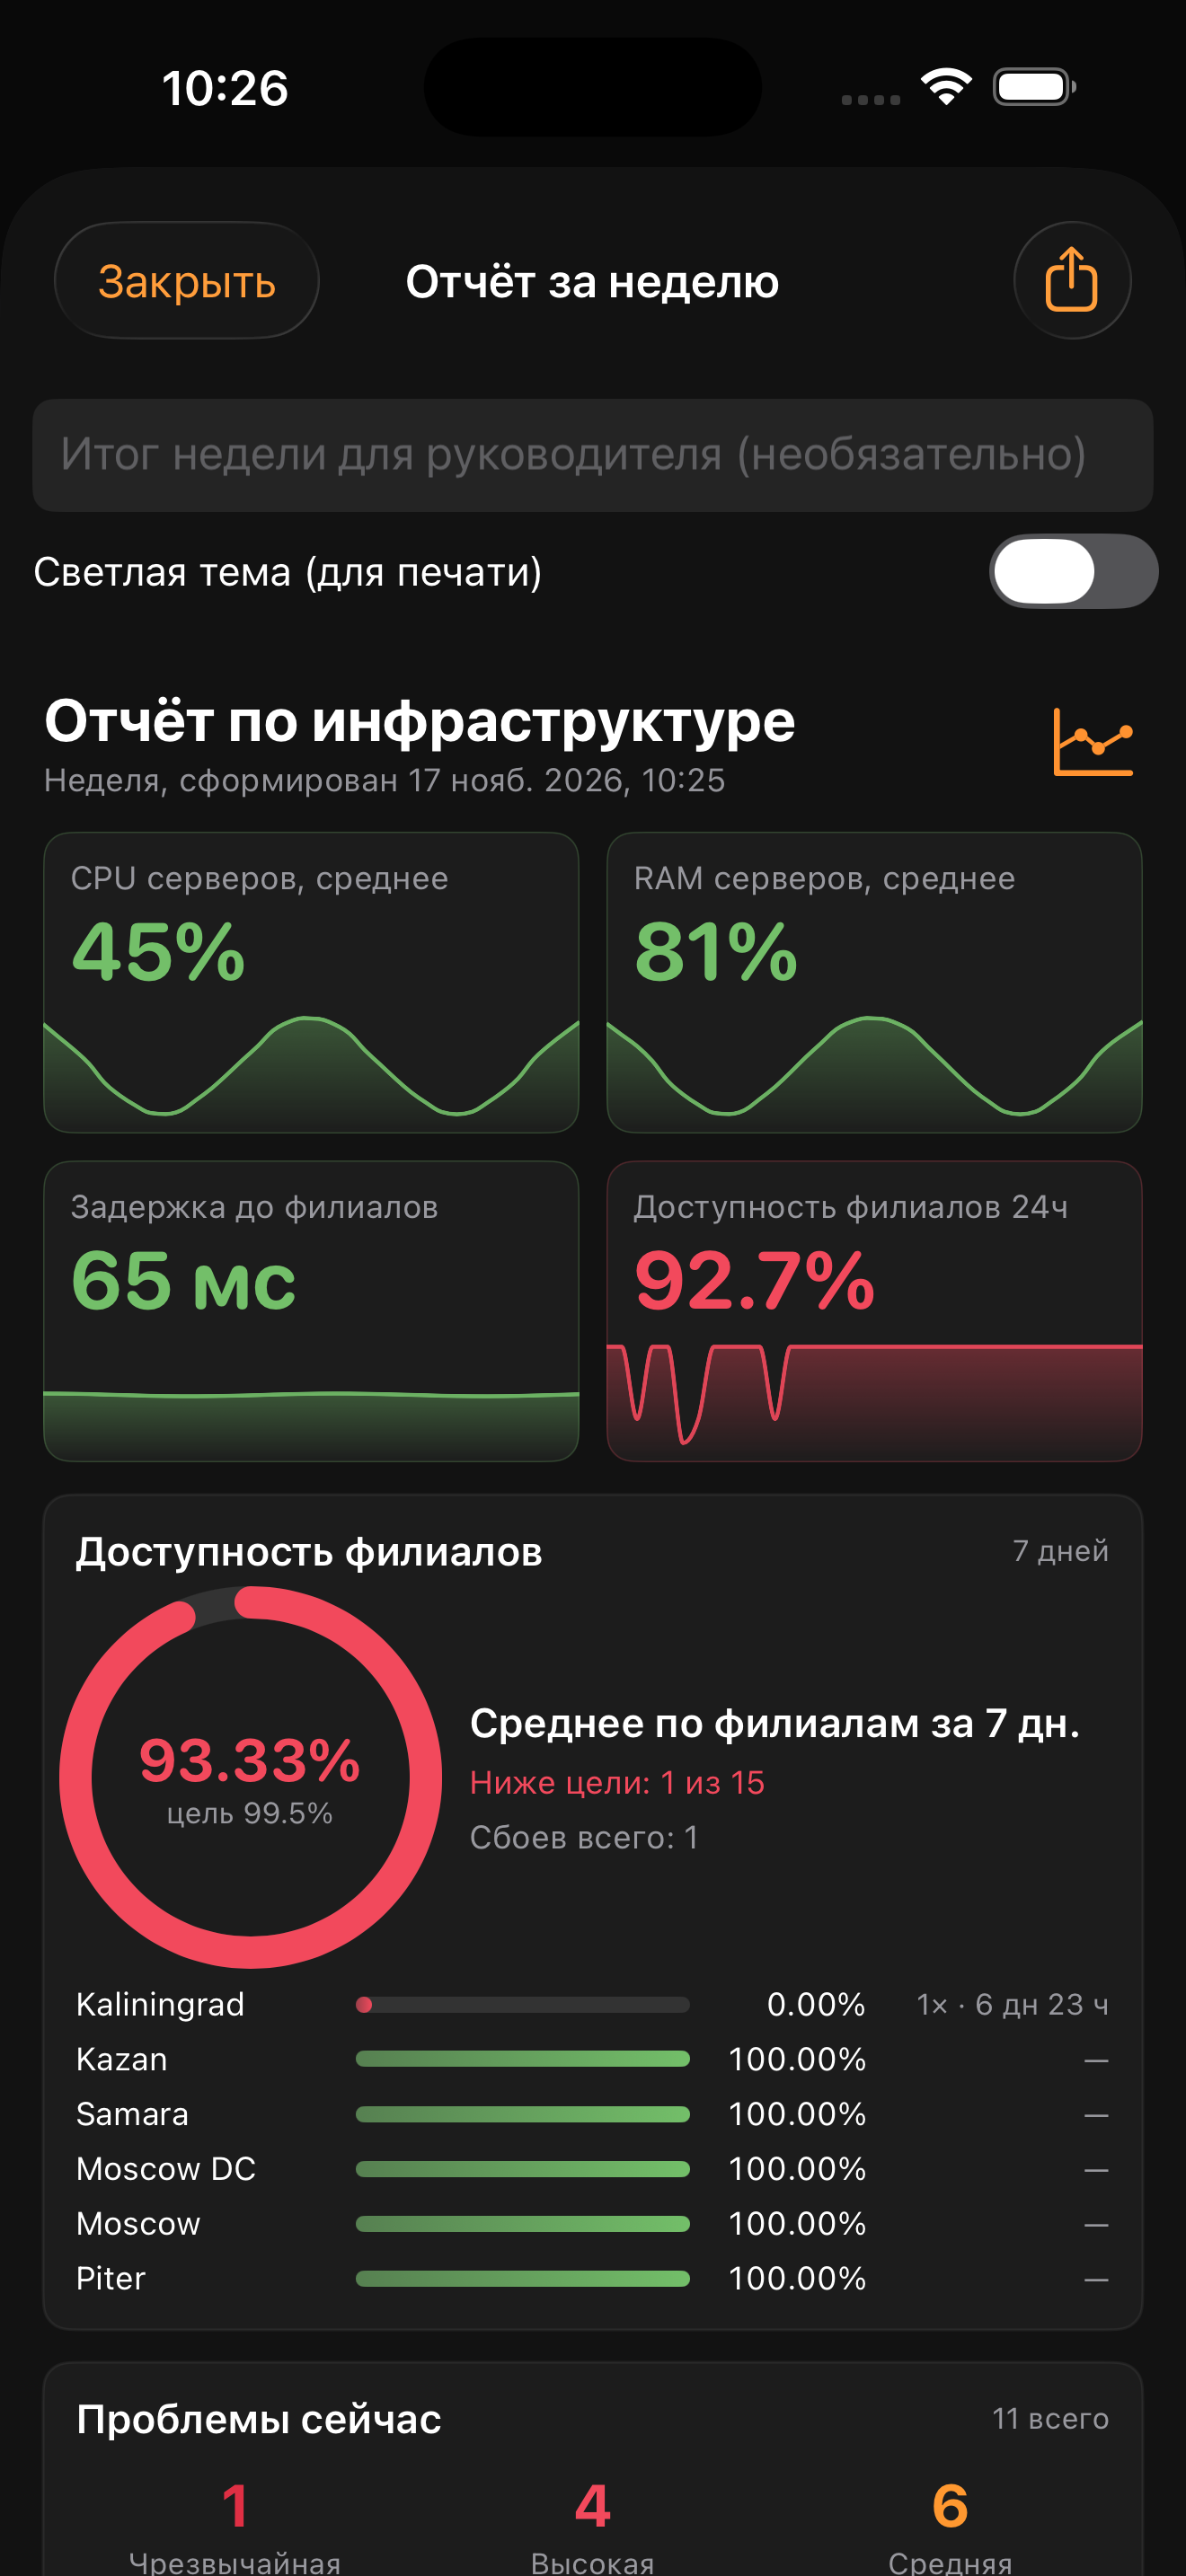 10:26
Закрыть
Отчёт за неделю
Итог недели для руководителя (необязательно)
Светлая тема (для печати)
Отчёт по инфраструктуре
Неделя, сформирован 17 нояб. 2026, 10:25
CPU серверов, среднее
45%
RAM серверов, среднее
81%
Задержка до филиалов
65 мс
Доступность филиалов 24ч
92.7%
Доступность филиалов
7 дней
93.33%
цель 99.5%
Среднее по филиалам за 7 дн.
Ниже цели: 1 из 15
Сбоев всего: 1
Kaliningrad 0.00% 1× · 6 дн 23 ч
Kazan 100.00% —
Samara 100.00% —
Moscow DC 100.00% —
Moscow 100.00% —
Piter 100.00% —
Проблемы сейчас
11 всего
1 4 6
Чрезвычайная Высокая Средняя